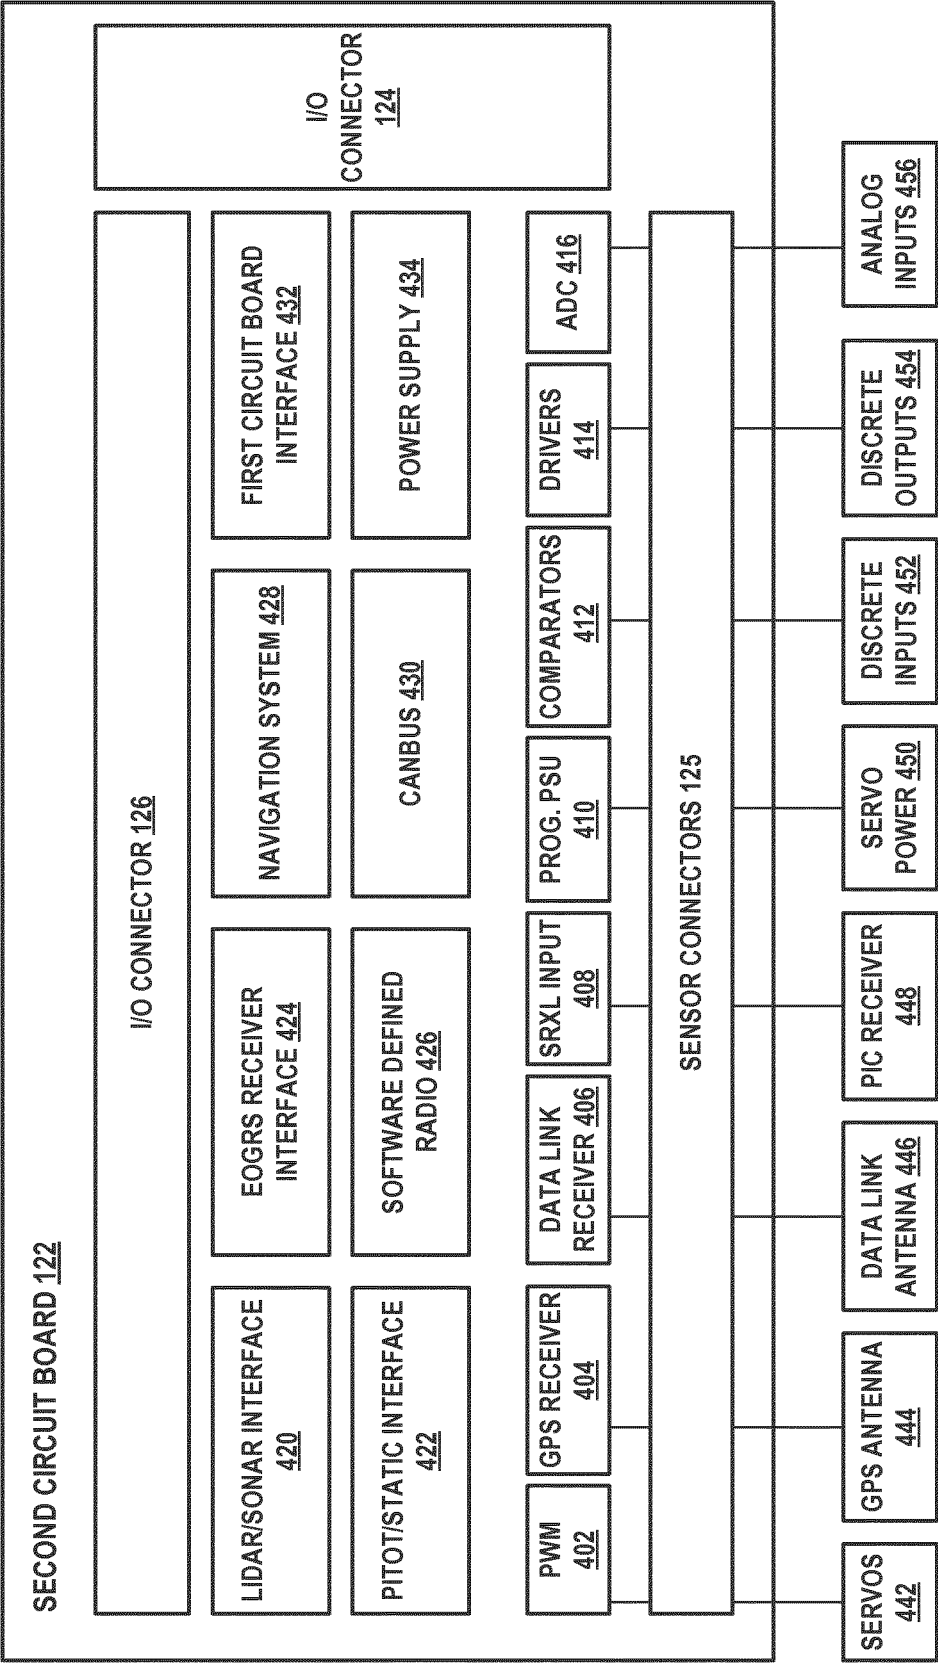 SECOND CIRCUIT BOARD 122
I/O CONNECTOR 126
I/O
CONNECTOR
124
LIDAR/SONAR INTERFACE
420
EOGRS RECEIVER
INTERFACE 424
NAVIGATION SYSTEM 428
FIRST CIRCUIT BOARD
INTERFACE 432
PITOT/STATIC INTERFACE
422
SOFTWARE DEFINED
RADIO 426
CANBUS 430
POWER SUPPLY 434
PWM
402
GPS RECEIVER
404
DATA LINK
RECEIVER 406
SRXL INPUT
408
PROG. PSU
410
COMPARATORS
412
DRIVERS
414
ADC 416
SENSOR CONNECTORS 125
SERVOS
442
GPS ANTENNA
444
DATA LINK
ANTENNA 446
PIC RECEIVER
448
SERVO
POWER 450
DISCRETE
INPUTS 452
DISCRETE
OUTPUTS 454
ANALOG
INPUTS 456